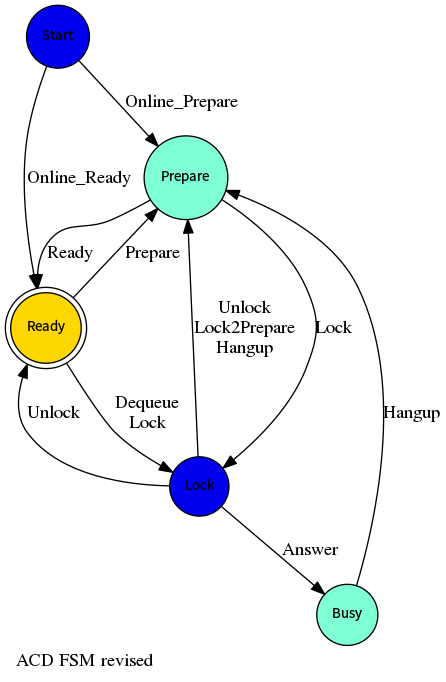 Start
Online_Prepare
Online_Ready
Prepare
Ready
Prepare
Ready
Unlock
Lock2Prepare
Hangup
Lock
Dequeue
Lock
Unlock
Hangup
Lock
Answer
Busy
ACD FSM revised